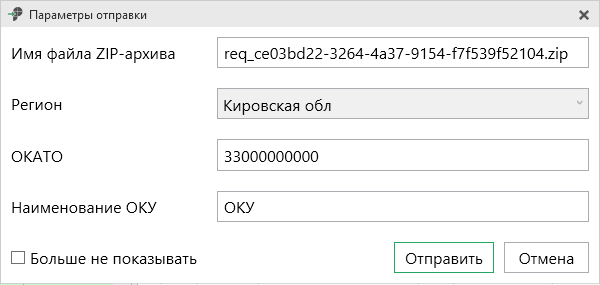 Параметры отправки
Имя файла ZIP-архива req_ce03bd22-3264-4a37-9154-f7f539f52104.zip
Регион Кировская обл
ОКАТО 33000000000
Наименование ОКУ ОКУ
Больше не показывать Отправить Отмена